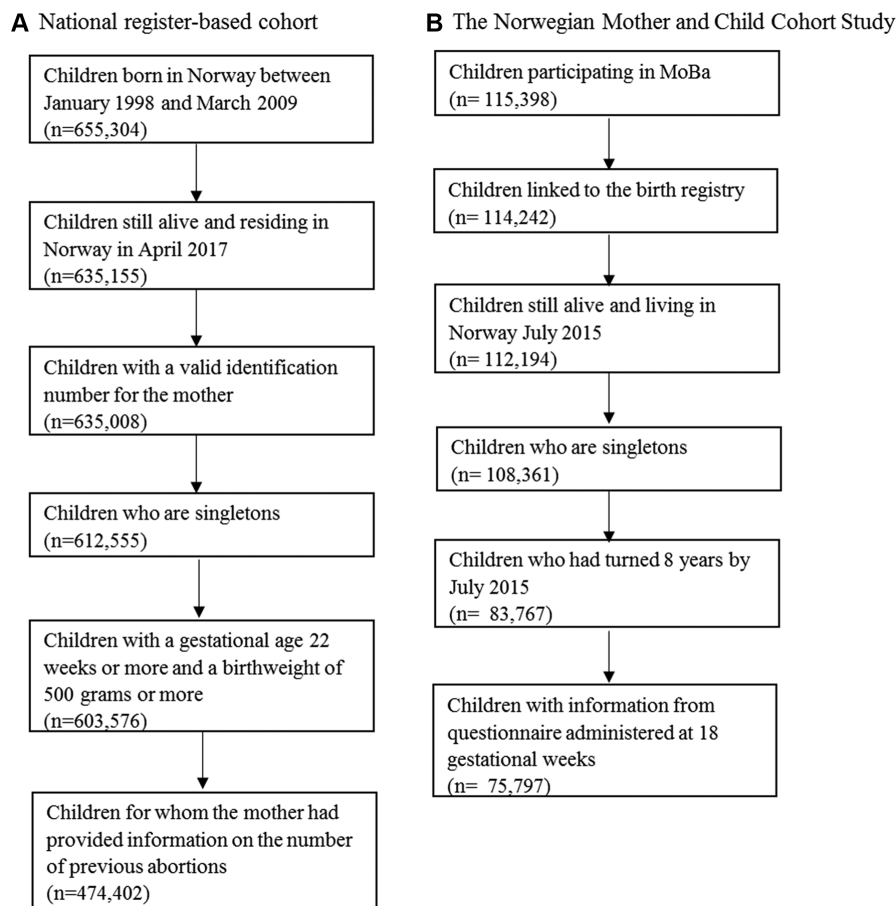 A National register-based cohort
Children born in Norway between
January 1998 and March 2009
(n=655,304)
Children still alive and residing in
Norway in April 2017
(n=635,155)
Children with a valid identification
number for the mother
(n=635,008)
Children who are singletons
(n=612,555)
Children with a gestational age 22
weeks or more and a birthweight of
500 grams or more
(n=603,576)
Children for whom the mother had
provided information on the number
of previous abortions
(n=474,402)
B The Norwegian Mother and Child Cohort Study
Children participating in MoBa
(n= 115,398)
Children linked to the birth registry
(n= 114,242)
Children still alive and living in
Norway July 2015
(n= 112,194)
Children who are singletons
(n= 108,361)
Children who had turned 8 years by
July 2015
(n= 83,767)
Children with information from
questionnaire administered at 18
gestational weeks
(n= 75,797)